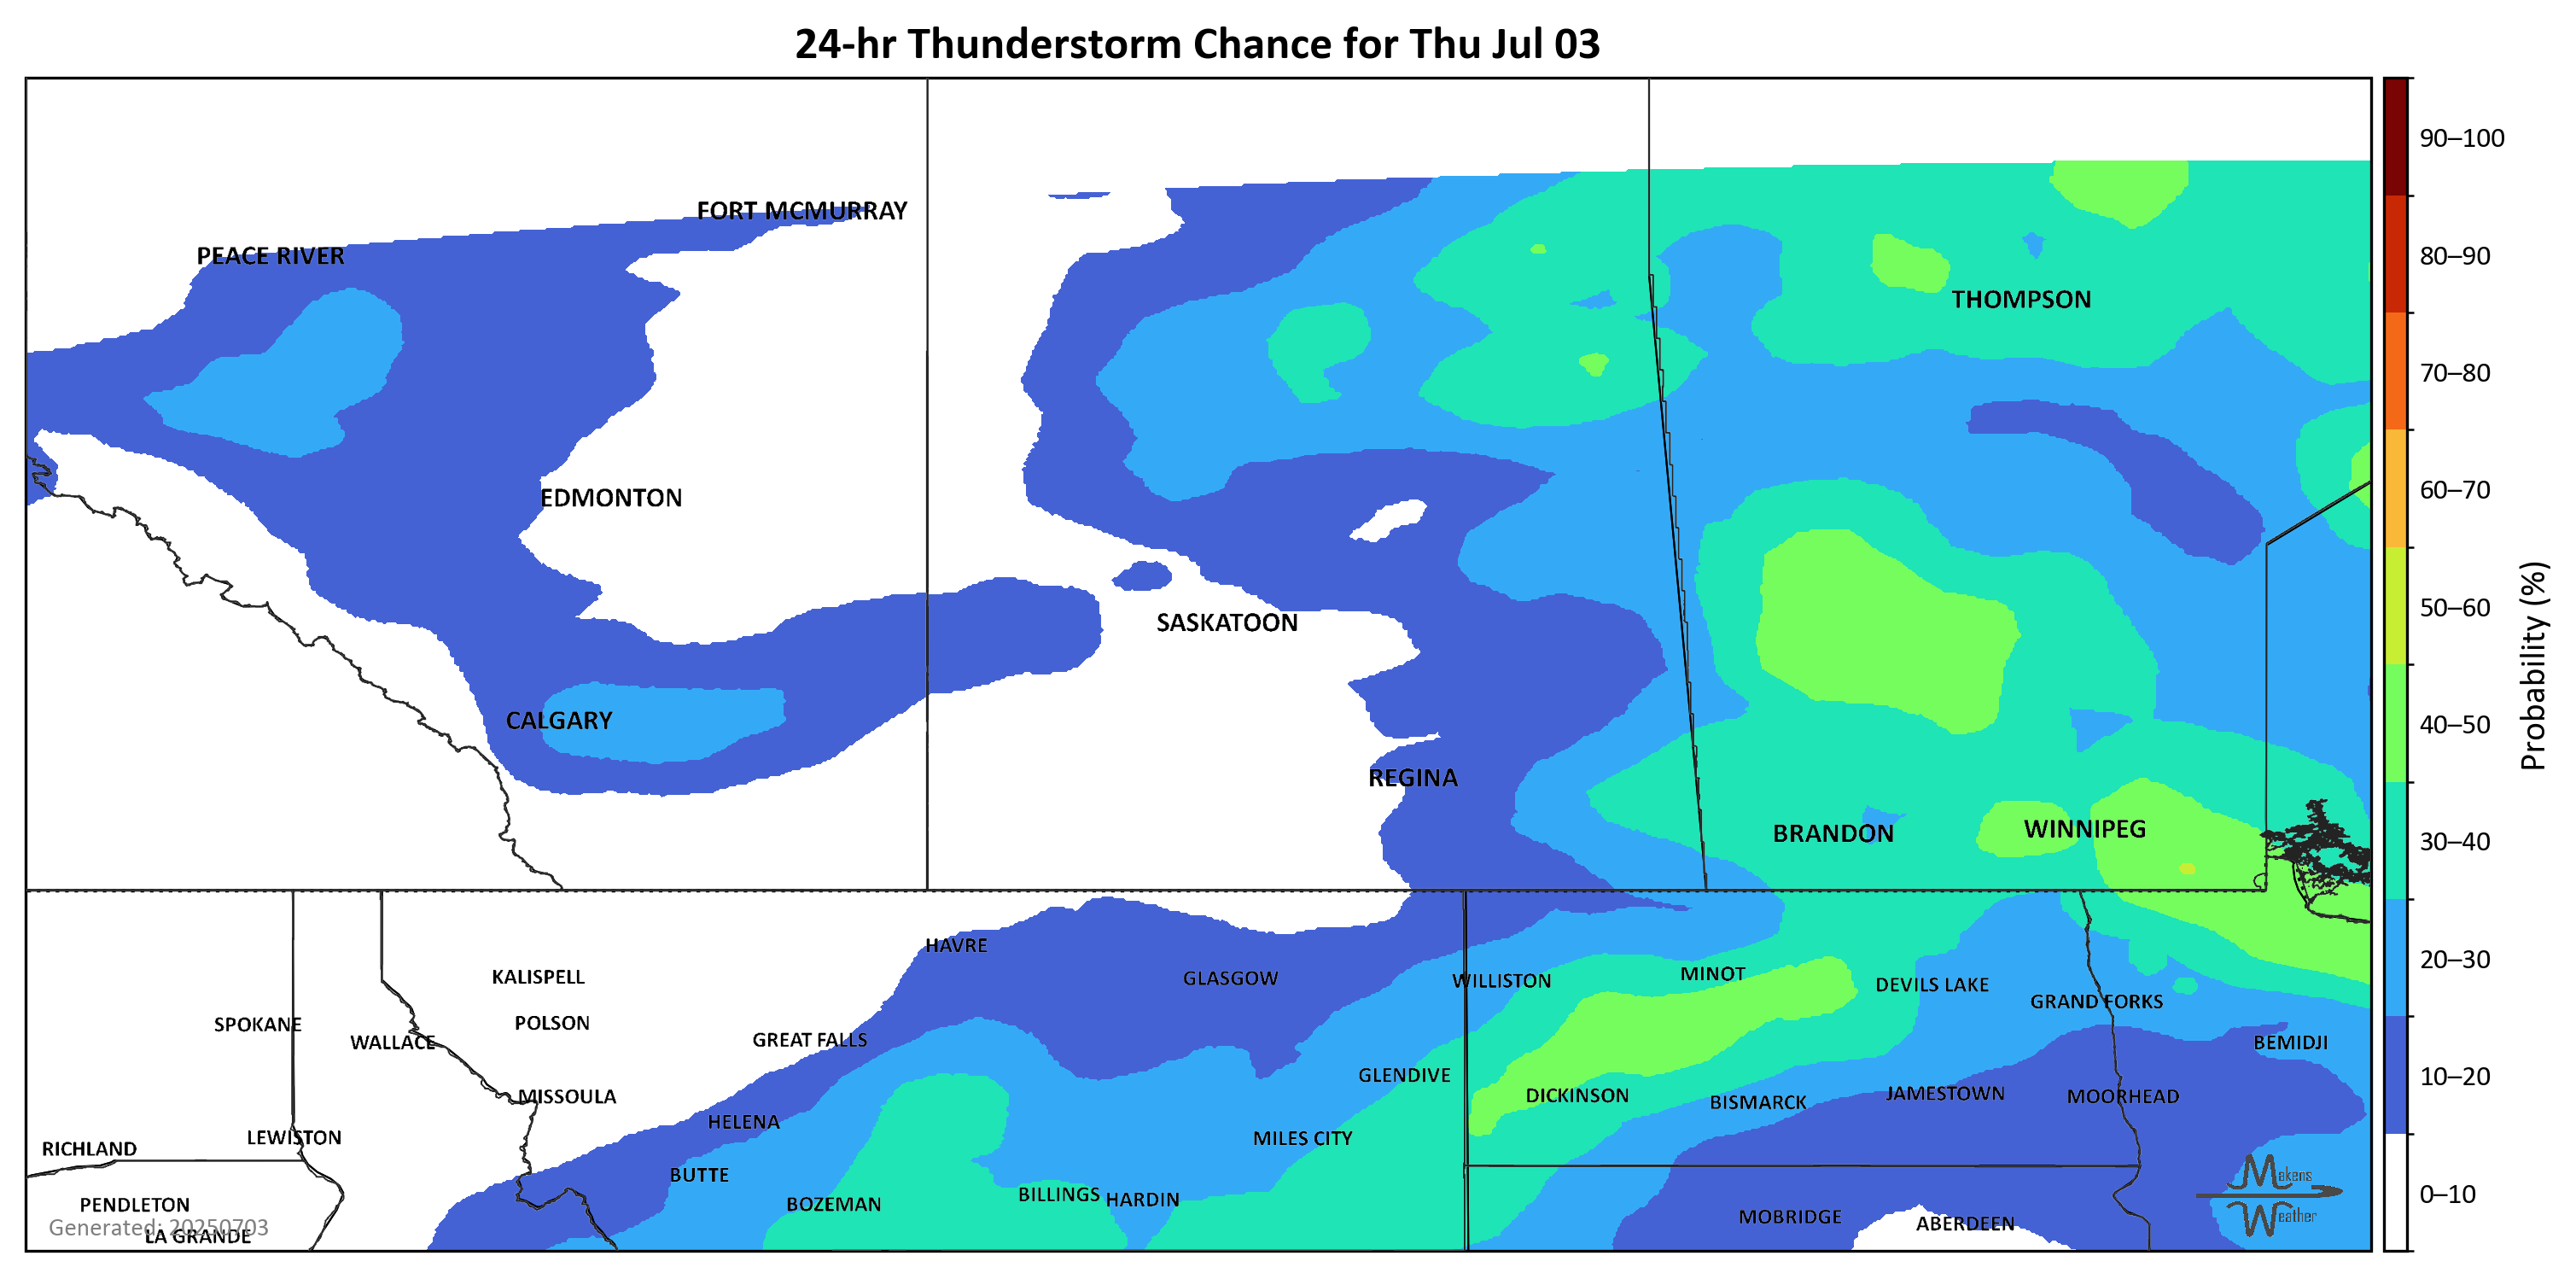 24-hr Thunderstorm Chance for Thu Jul 03
FORT MCMURRAY
PEACE RIVER
THOMPSON
EDMONTON
SASKATOON
CALGARY
REGINA
BRANDON
WINNIPEG
HAVRE
KALISPELL
GLASGOW
WILLISTON
MINOT
DEVILS LAKE
GRAND FORKS
SPOKANE
POLSON
WALLACE
GREAT FALLS
BEMIDJI
GLENDIVE
MISSOULA
DICKINSON
BISMARCK
JAMESTOWN
MOORHEAD
HELENA
LEWISTON
MILES CITY
RICHLAND
BUTTE
BILLINGS
HARDIN
PENDLETON
BOZEMAN
MOBRIDGE
ABERDEEN
Generated: 20250703
LA GRANDE
Makens
Weather
90–100
80–90
70–80
60–70
50–60
40–50
30–40
20–30
10–20
0–10
Probability (%)